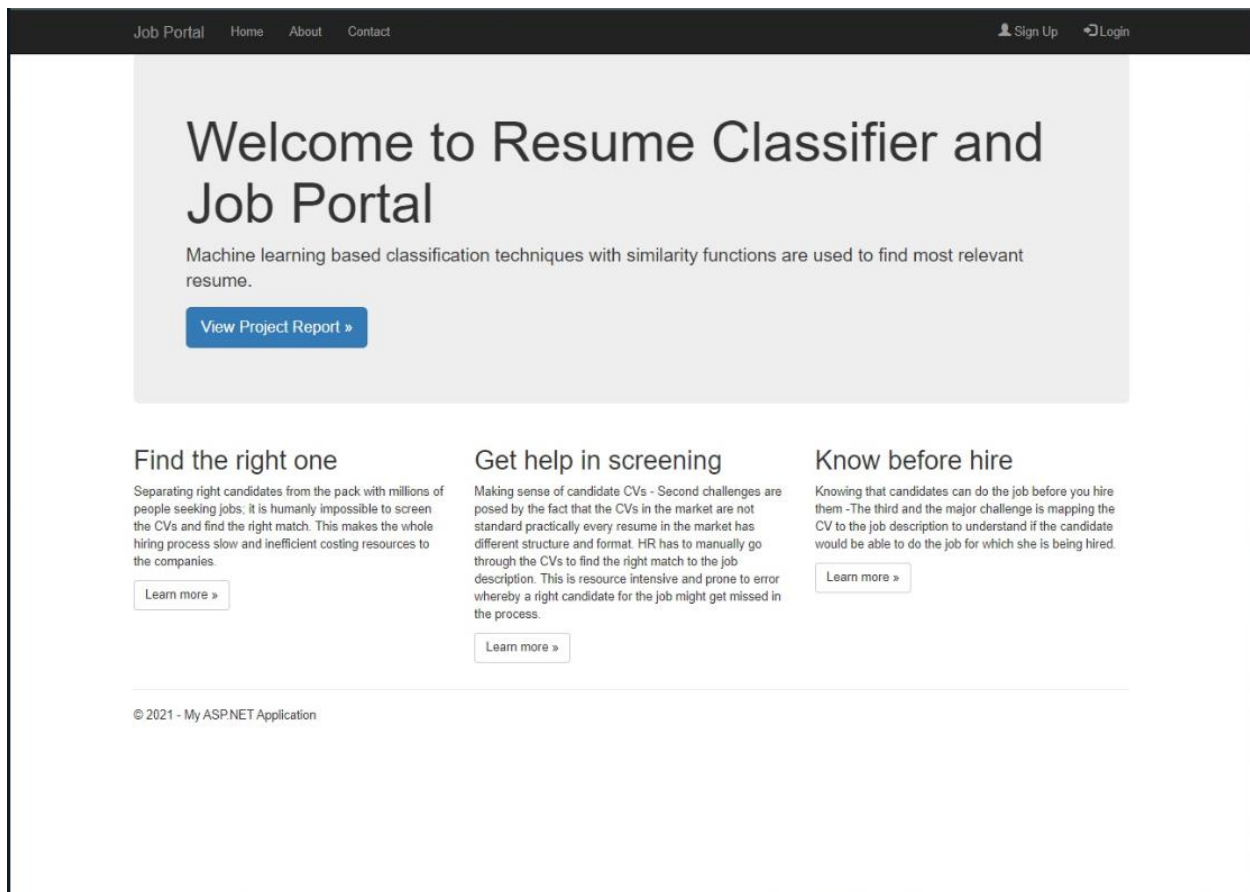 Job Portal Home About Contact Sign Up Login
Welcome to Resume Classifier and
Job Portal
Machine learning based classification techniques with similarity functions are used to find most relevant
resume.
View Project Report »
Find the right one
Separating right candidates from the pack with millions of
people seeking jobs; it is humanly impossible to screen
the CVs and find the right match. This makes the whole
hiring process slow and inefficient costing resources to
the companies.
Learn more »
Get help in screening
Making sense of candidate CVs - Second challenges are
posed by the fact that the CVs in the market are not
standard practically every resume in the market has
different structure and format. HR has to manually go
through the CVs to find the right match to the job
description. This is resource intensive and prone to error
whereby a right candidate for the job might get missed in
the process.
Learn more »
Know before hire
Knowing that candidates can do the job before you hire
them -The third and the major challenge is mapping the
CV to the job description to understand if the candidate
would be able to do the job for which she is being hired.
Learn more »
© 2021 - My ASP.NET Application